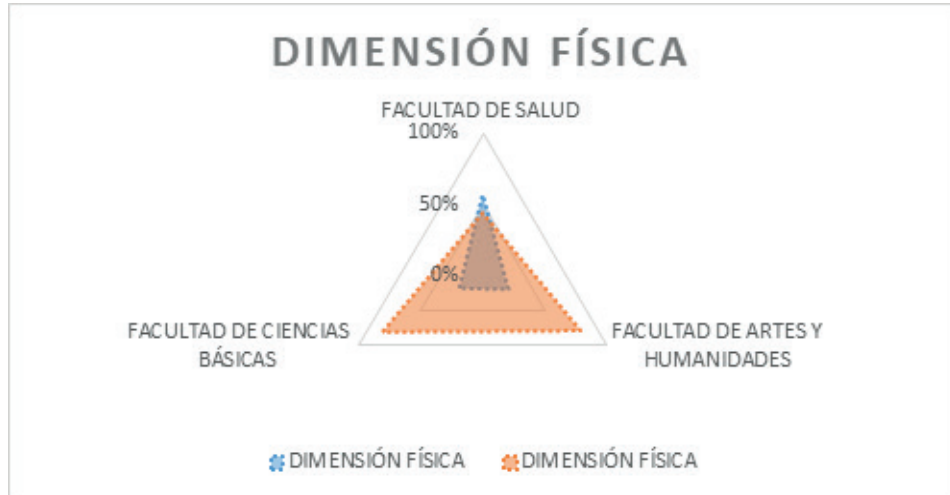 DIMENSIÓN FÍSICA
FACULTAD DE SALUD
100%
50%
0%
FACULTAD DE CIENCIAS
BÁSICAS
FACULTAD DE ARTES Y
HUMANIDADES
DIMENSIÓN FÍSICA
DIMENSIÓN FÍSICA